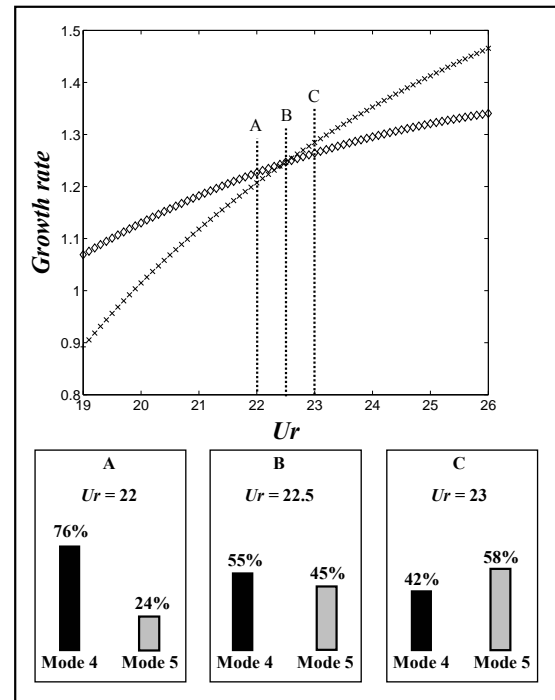 1.5
1.4
1.3
1.2
1.1
1
0.9
0.8
Growth rate
A
B
C
19 20 21 22 23 24 25 26
Ur
A
Ur = 22
76%
24%
Mode 4 Mode 5
B
Ur = 22.5
55%
45%
Mode 4 Mode 5
C
Ur = 23
42%
58%
Mode 4 Mode 5